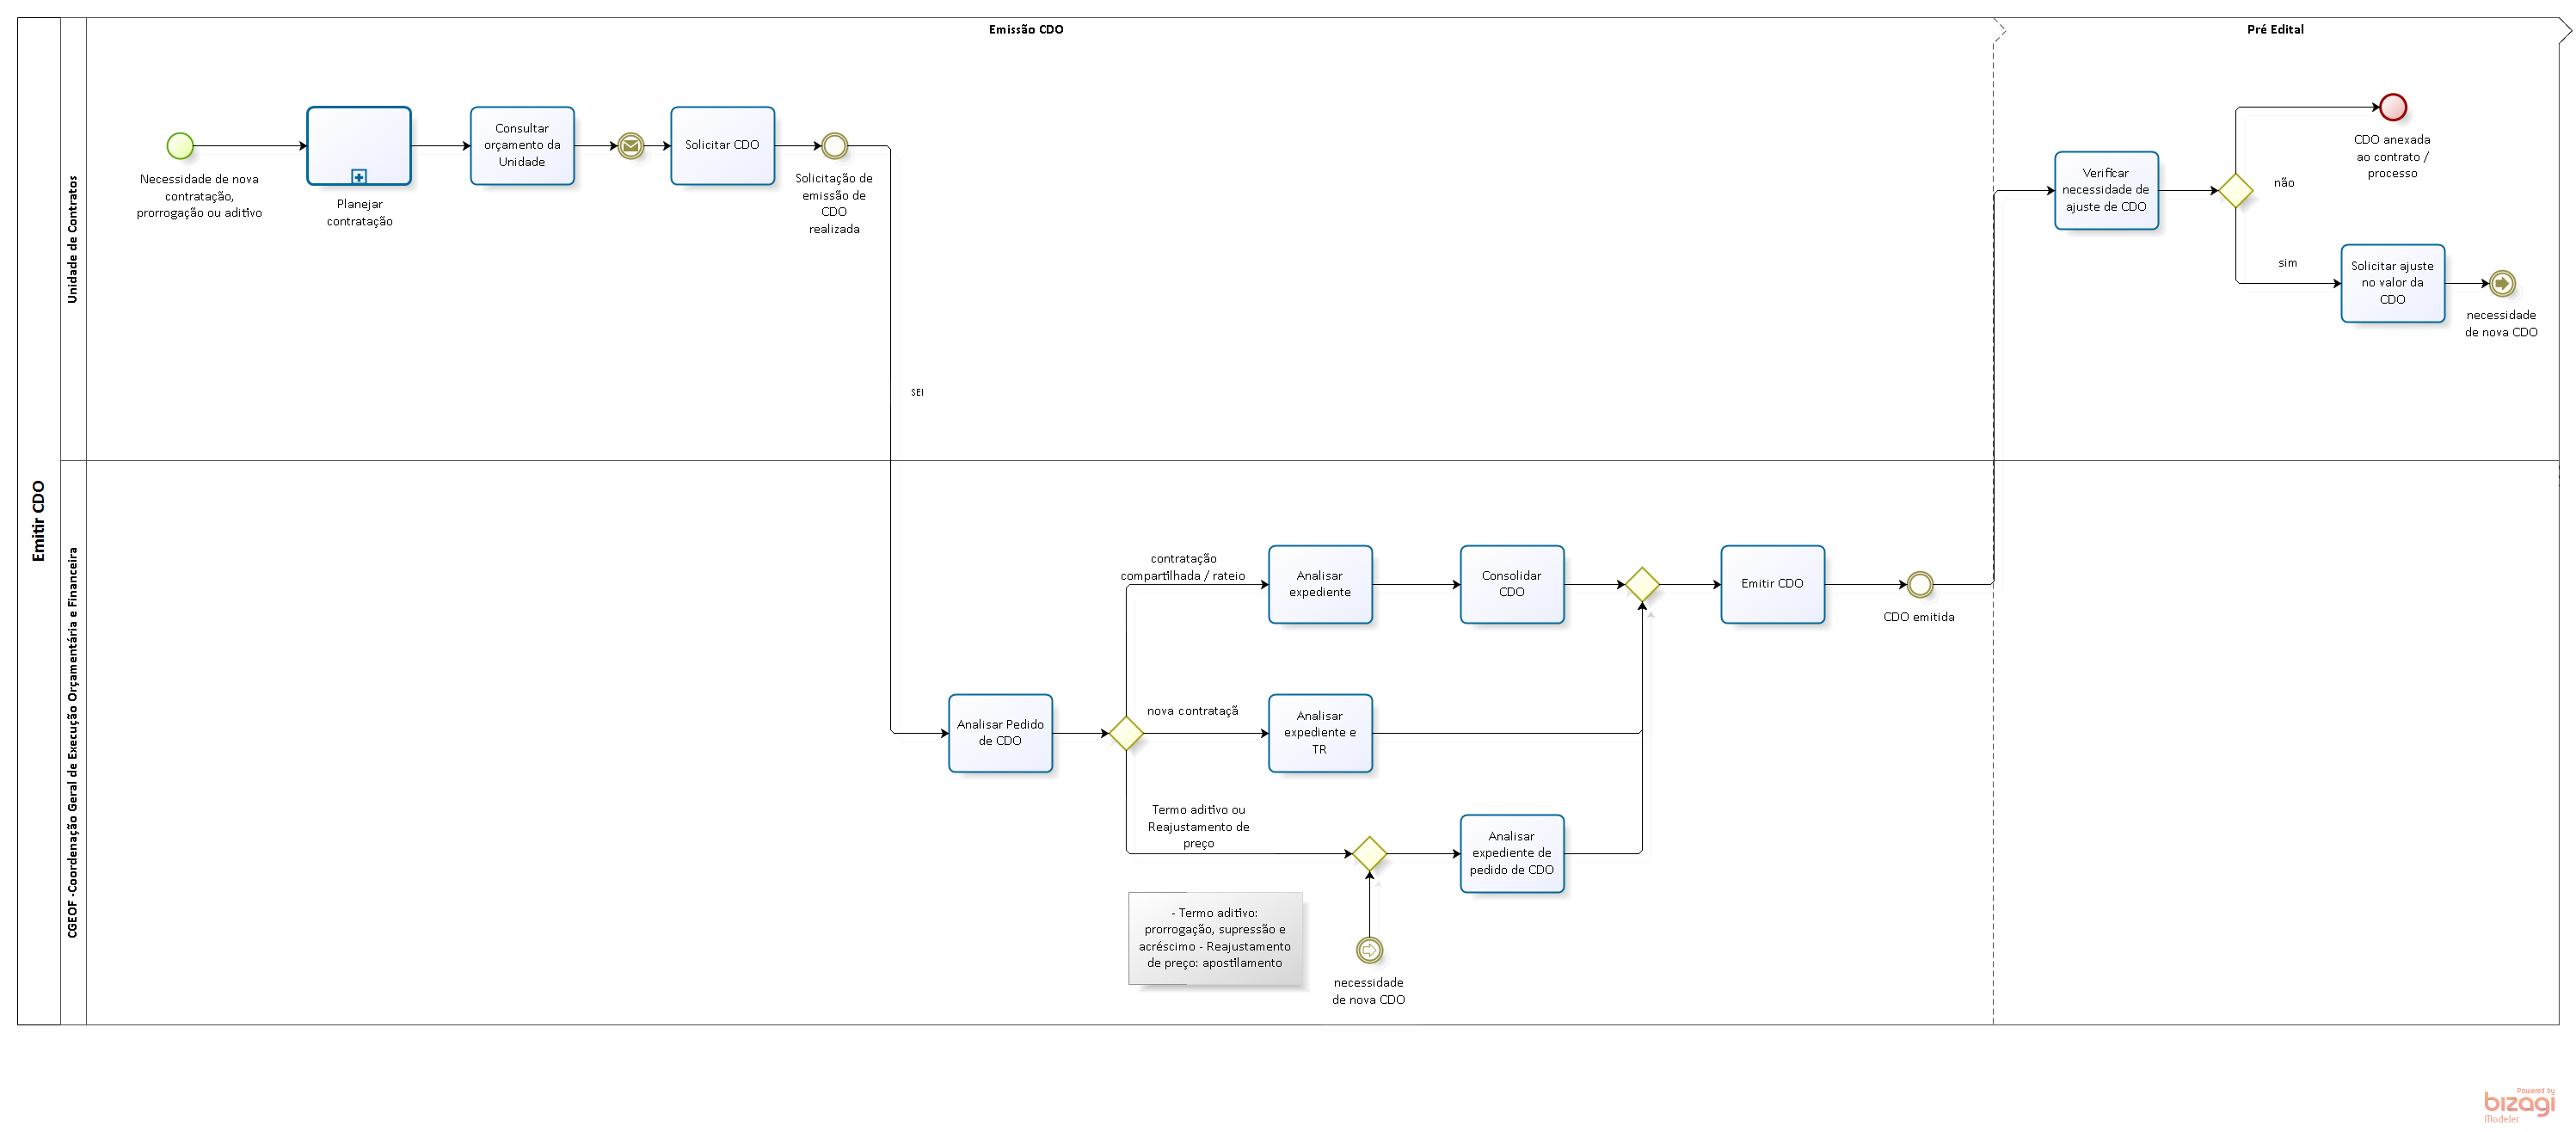 Emissão CDO
Pré Edital
Emitir CDO
Unidade de Contratos
Necessidade de nova
contratação,
prorrogação ou aditivo
Planejar
contratação
Consultar
orçamento da
Unidade
Solicitar CDO
Solicitação de
emissão de
CDO
realizada
SEI
Verificar
necessidade de
ajuste de CDO
não
CDO anexada
ao contrato /
processo
sim
Solicitar ajuste
no valor da
CDO
necessidade
de nova CDO
CGEOF -Coordenação Geral de Execução Orçamentária e Financeira
Analisar Pedido
de CDO
contratação
compartilhada / rateio
Analisar
expediente
Consolidar
CDO
Emitir CDO
CDO emitida
nova contrataçã
Analisar
expediente e
TR
Termo aditivo ou
Reajustamento de
preço
Analisar
expediente de
pedido de CDO
- Termo aditivo:
prorrogação, supressão e
acréscimo - Reajustamento
de preço: apostilamento
necessidade
de nova CDO
Powered by
bizagi
Modeler